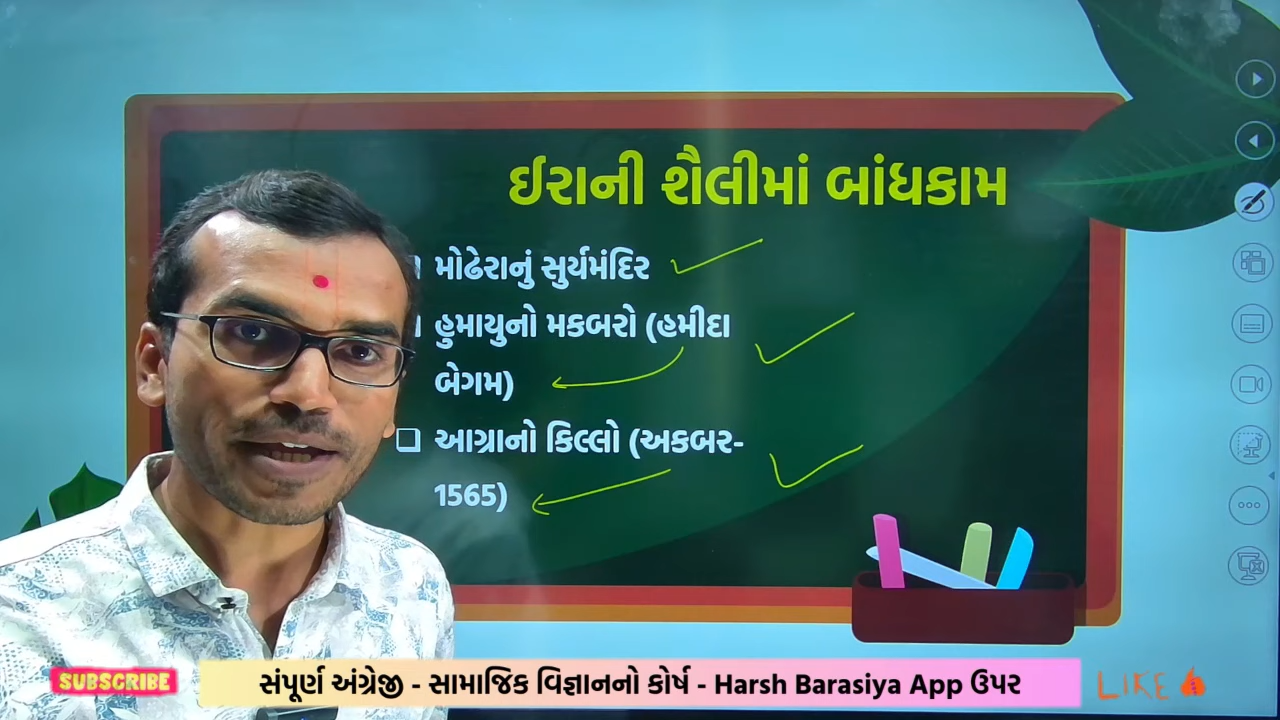 ઈરાની શૈલીમાં બાંધકામ
મોઢેરાનું સુર્યમંદિર
હુમાયુનો મકબરો (હમીદા
બેગમ)
આગ્રાનો કિલ્લો (અકબર-
1565)
SUBSCRIBE
સંપૂર્ણ અંગ્રેજી - સામાજિક વિજ્ઞાનનો કોર્ષ - Harsh Barasiya App ઉપર
LIKE